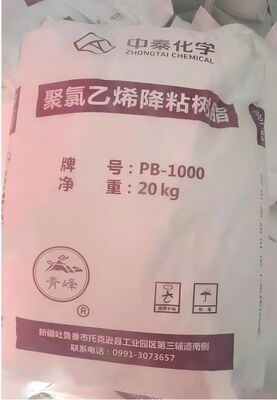 中泰化学
ZHONGTAI CHEMICAL
聚氯乙烯降粘树脂
牌 号:PB-1000
净 重:20kg
青峰
®
新疆吐鲁番市托克逊县工业园区第三辅道南侧
联系电话:0991-3073657